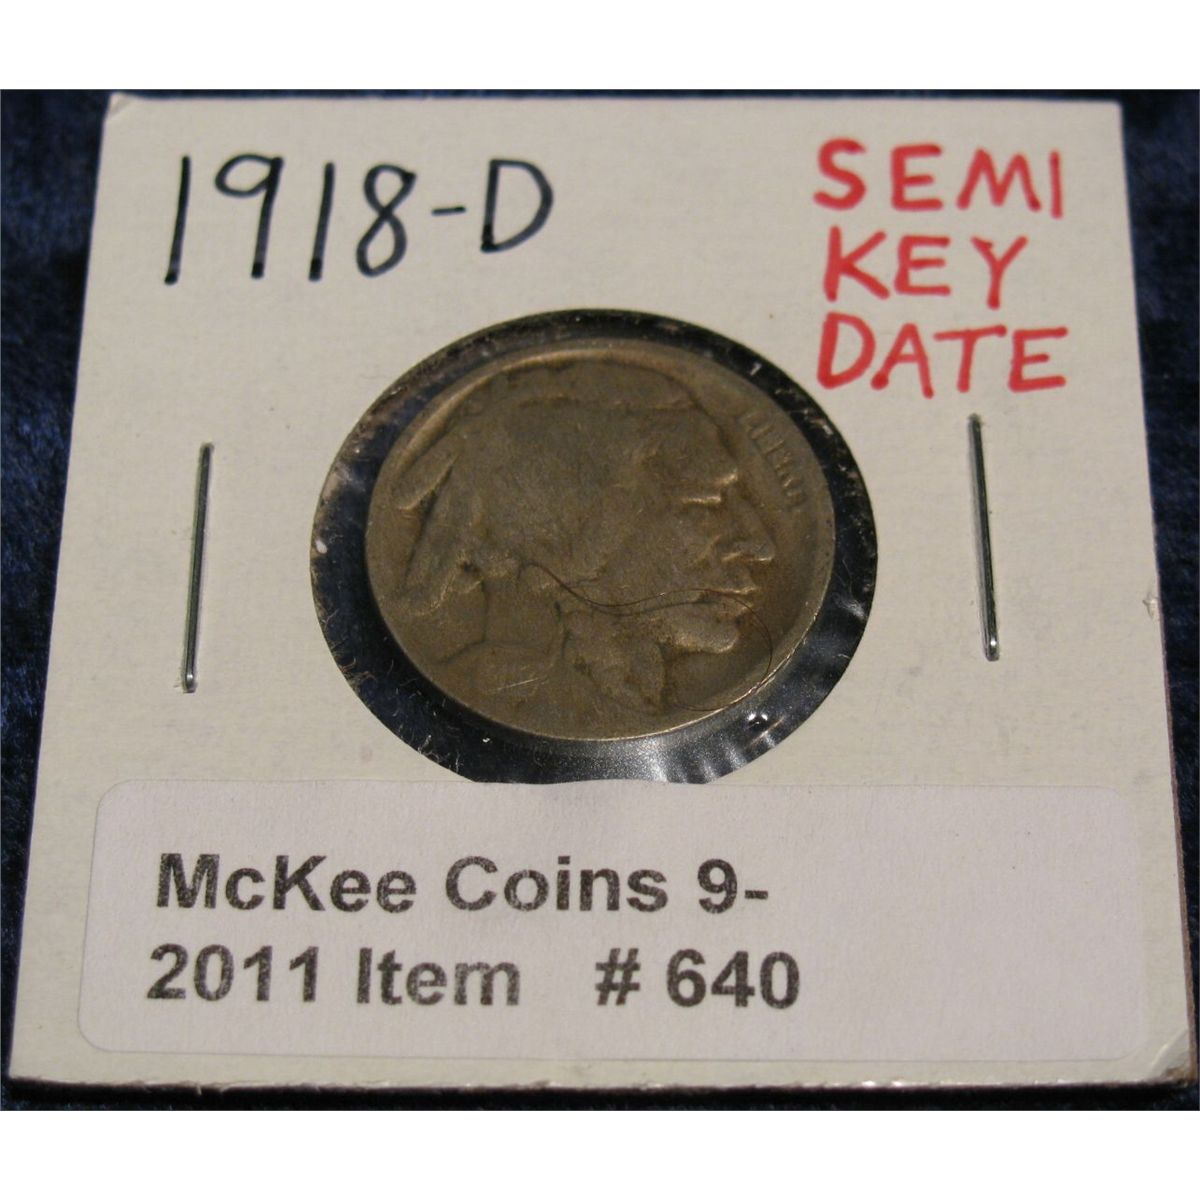 1918-D
SEMI
KEY
DATE
LIBERTY
McKee Coins 9-
2011 Item # 640